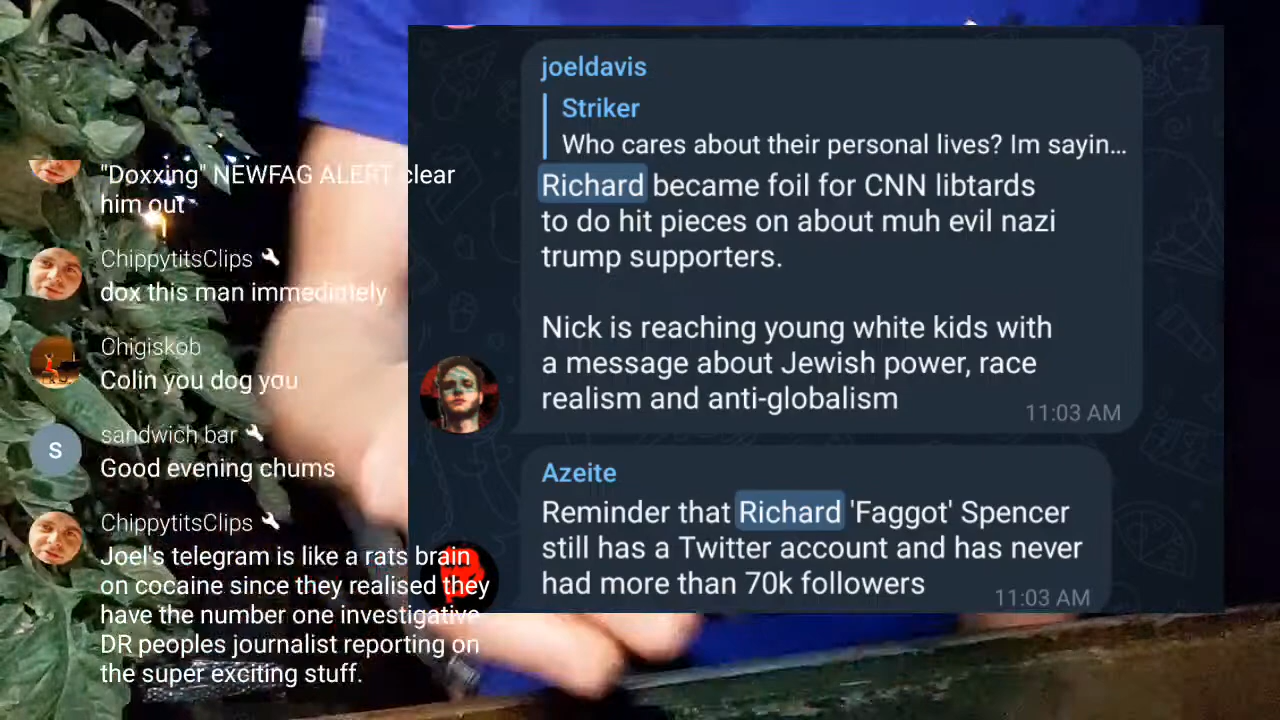 "Doxxing" NEWFAG ALERT clear
him out
ChippytitsClips
dox this man immedimely
Chigiskob
Colin you dog you
S
sandwich bar
Good evening chums
ChippytitsClips
Joel's telegram is like a rats brain
on cocaine since they realised they
have the number one investigative
DR peoples journalist reporting on
the super exciting stuff.
joeldavis
Striker
Who cares about their personal lives? Im sayin...
Richard became foil for CNN libtards
to do hit pieces on about muh evil nazi
trump supporters.
Nick is reaching young white kids with
a message about Jewish power, race
realism and anti-globalism
11:03 AM
Azeite
Reminder that Richard 'Faggot' Spencer
still has a Twitter account and has never
had more than 70k followers
11:03 AM